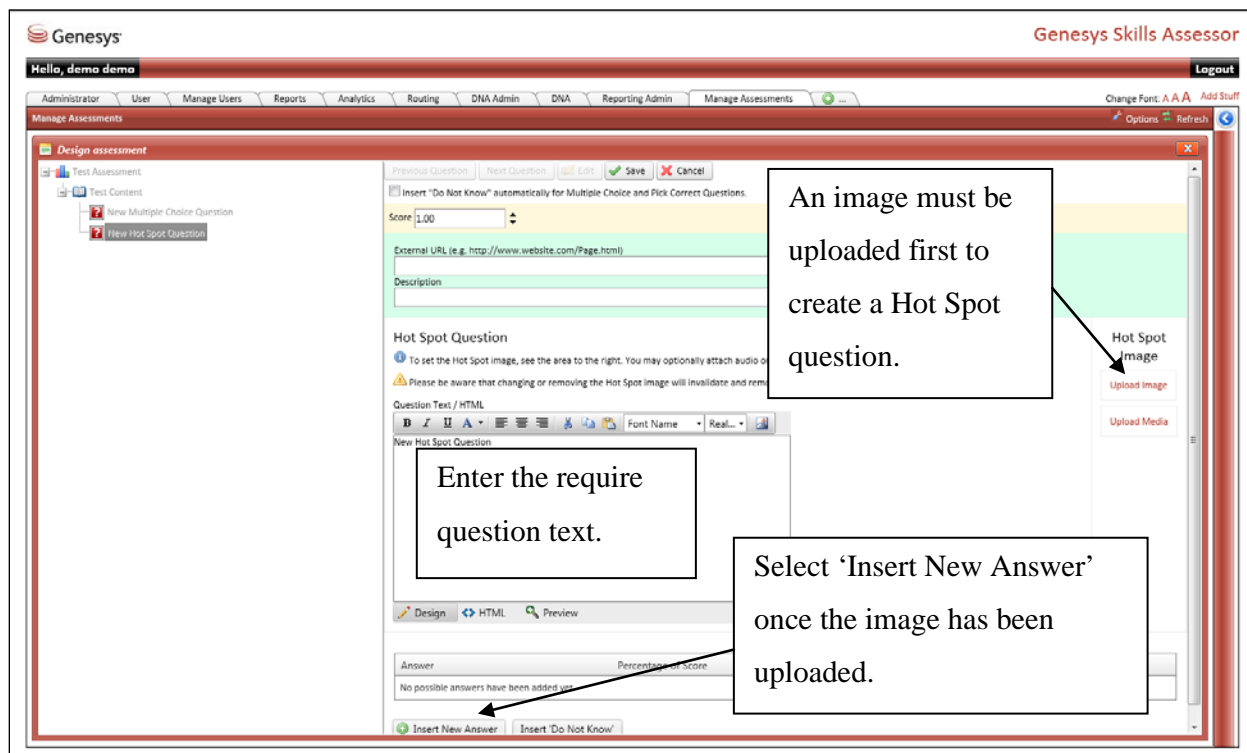 Genesys
Genesys Skills Assessor
Hello, demo demo
Logout
Administrator User Manage Users Reports Analytics Routing DNA Admin DNA Reporting Admin Manage Assessments ...
Change Font: A A A Add Stuff
Manage Assessments
Options Refresh
Design assessment
Test Assessment
Test Content
New Multiple Choice Question
New Hot Spot Question
Previous Question Next Question Edit Save Cancel
Insert "Do Not Know" automatically for Multiple Choice and Pick Correct Questions.
Score 1.00
External URL (e.g. http://www.website.com/Page.html)
Description
An image must be
uploaded first to
create a Hot Spot
question.
Hot Spot Question
To set the Hot Spot image, see the area to the right. You may optionally attach audio
Please be aware that changing or removing the Hot Spot image will invalidate and
Hot Spot
Image
Upload Image
Upload Media
Question Text / HTML
B I U A Font Name Real...
New Hot Spot Question
Enter the require
question text.
Design HTML Preview
Select ‘Insert New Answer’
once the image has been
uploaded.
Answer Percentage of Score
No possible answers have been added yet
Insert New Answer Insert 'Do Not Know'